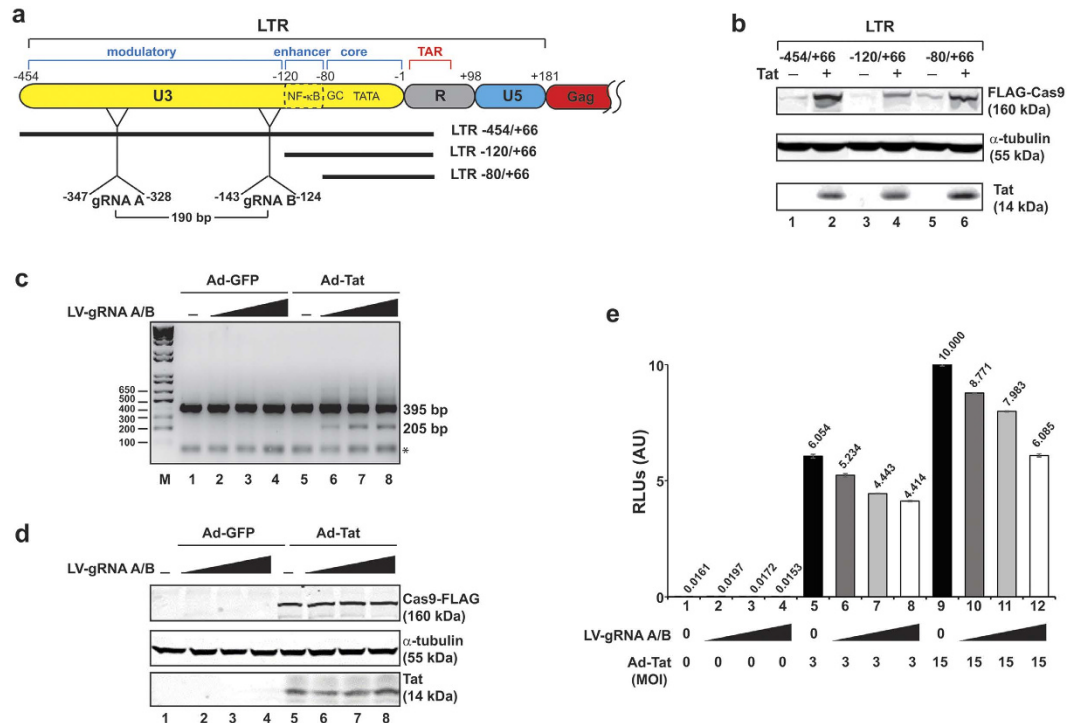 a
LTR
modulatory enhancer core TAR
-454 -120 -80 -1 +98 +181
U3 NF-κB GC TATA R U5 Gag
LTR -454/+66
LTR -120/+66
LTR -80/+66
-347 gRNA A -328 -143 gRNA B -124
190 bp
b
LTR
-454/+66 -120/+66 -80/+66
Tat – + – + – +
FLAG-Cas9
(160 kDa)
α-tubulin
(55 kDa)
Tat
(14 kDa)
1 2 3 4 5 6
c
Ad-GFP Ad-Tat
LV-gRNA A/B – –
650
500
400
300
200
100
395 bp
205 bp
*
M 1 2 3 4 5 6 7 8
d
Ad-GFP Ad-Tat
LV-gRNA A/B – –
Cas9-FLAG
(160 kDa)
α-tubulin
(55 kDa)
Tat
(14 kDa)
1 2 3 4 5 6 7 8
e
RLUs (AU)
10
5
0
0.0161 0.0197 0.0172 0.0153 6.054 5.234 4.443 4.414 10.000 8.771 7.983 6.085
1 2 3 4 5 6 7 8 9 10 11 12
LV-gRNA A/B 0 0 0
Ad-Tat 0 0 0 0 3 3 3 3 15 15 15 15
(MOI)